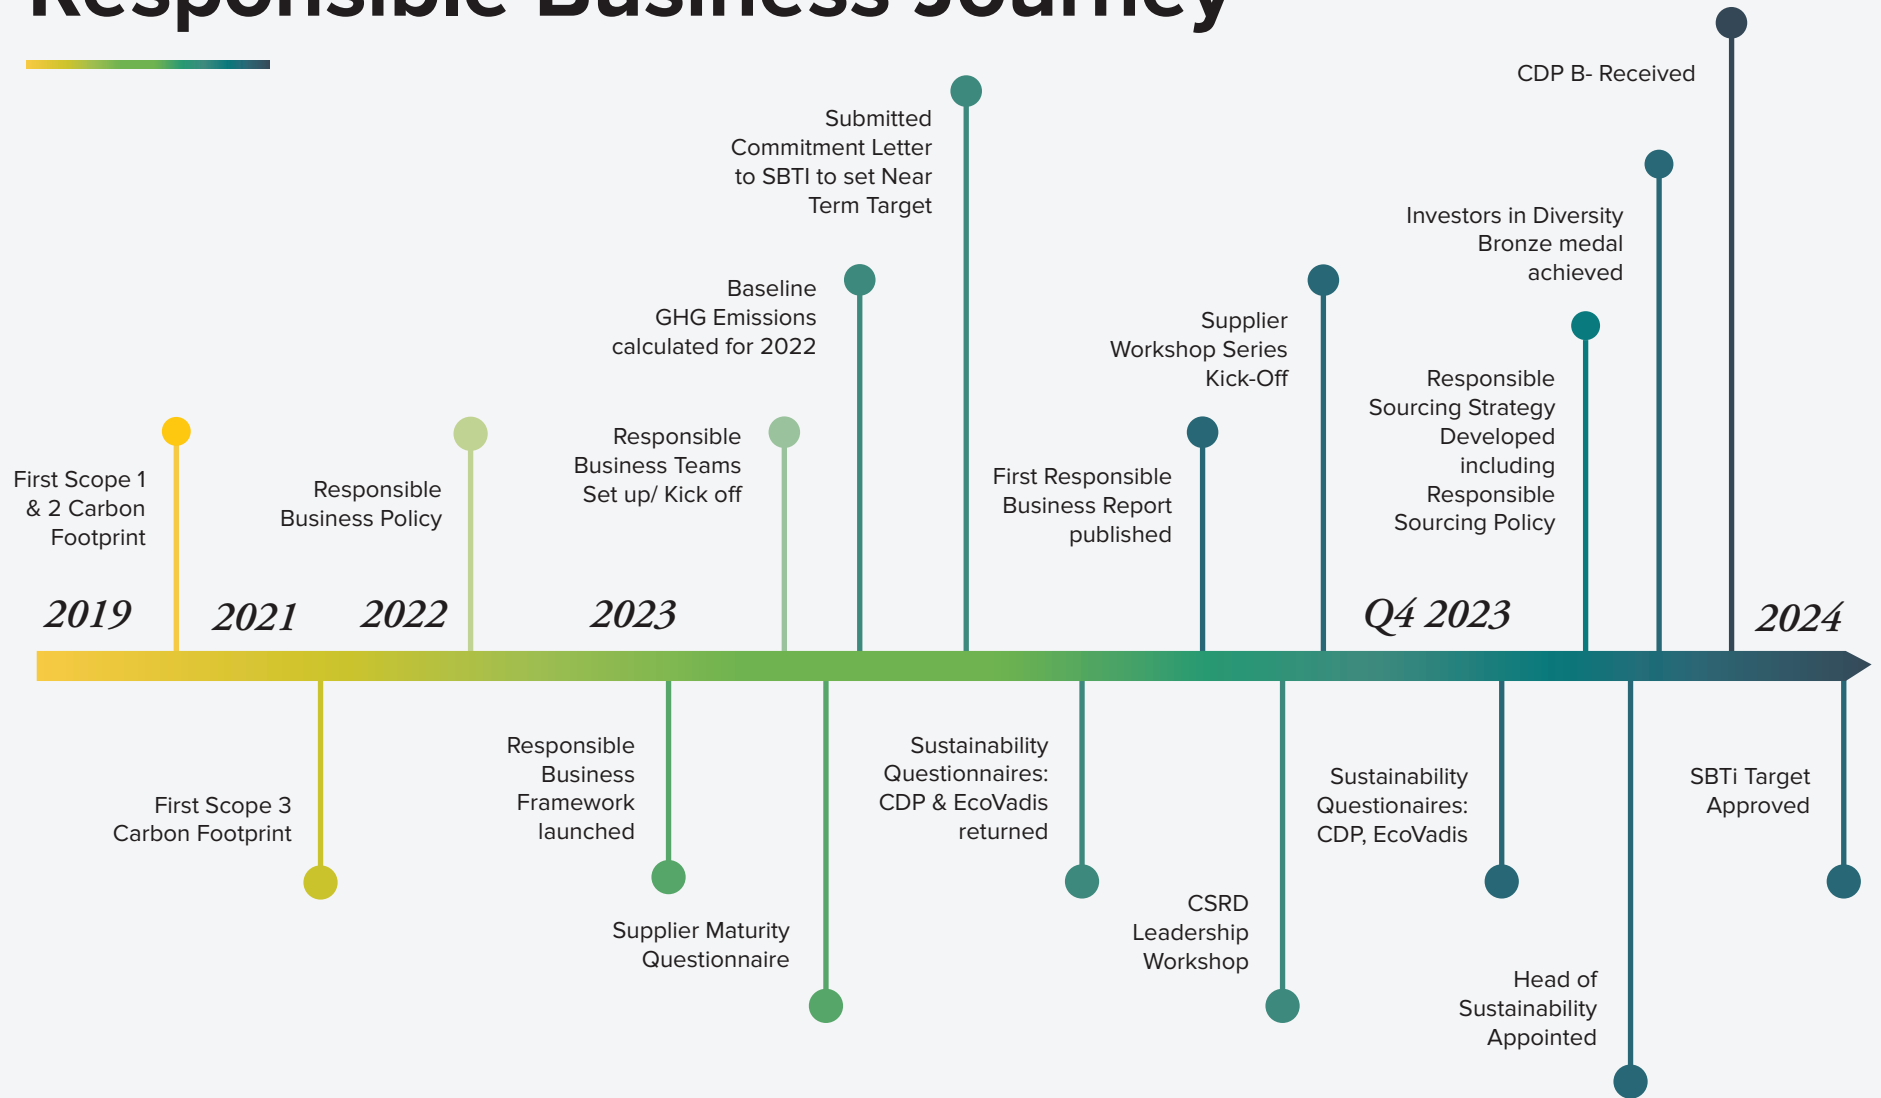 Responsible Business Journey
CDP B- Received
Submitted
Commitment Letter
to SBTI to set Near
Term Target
Investors in Diversity
Bronze medal
achieved
Baseline
GHG Emissions
calculated for 2022
Supplier
Workshop Series
Kick-Off
Responsible
Sourcing Strategy
Developed
including
Responsible
Sourcing Policy
Responsible
Business Teams
Set up/ Kick off
First Responsible
Business Report
published
First Scope 1
& 2 Carbon
Footprint
Responsible
Business Policy
2019
2021
2022
2023
Q4 2023
2024
First Scope 3
Carbon Footprint
Responsible
Business
Framework
launched
Supplier Maturity
Questionnaire
Sustainability
Questionnaires:
CDP & EcoVadis
returned
CSRD
Leadership
Workshop
Sustainability
Questionaires:
CDP, EcoVadis
Head of
Sustainability
Appointed
SBTi Target
Approved